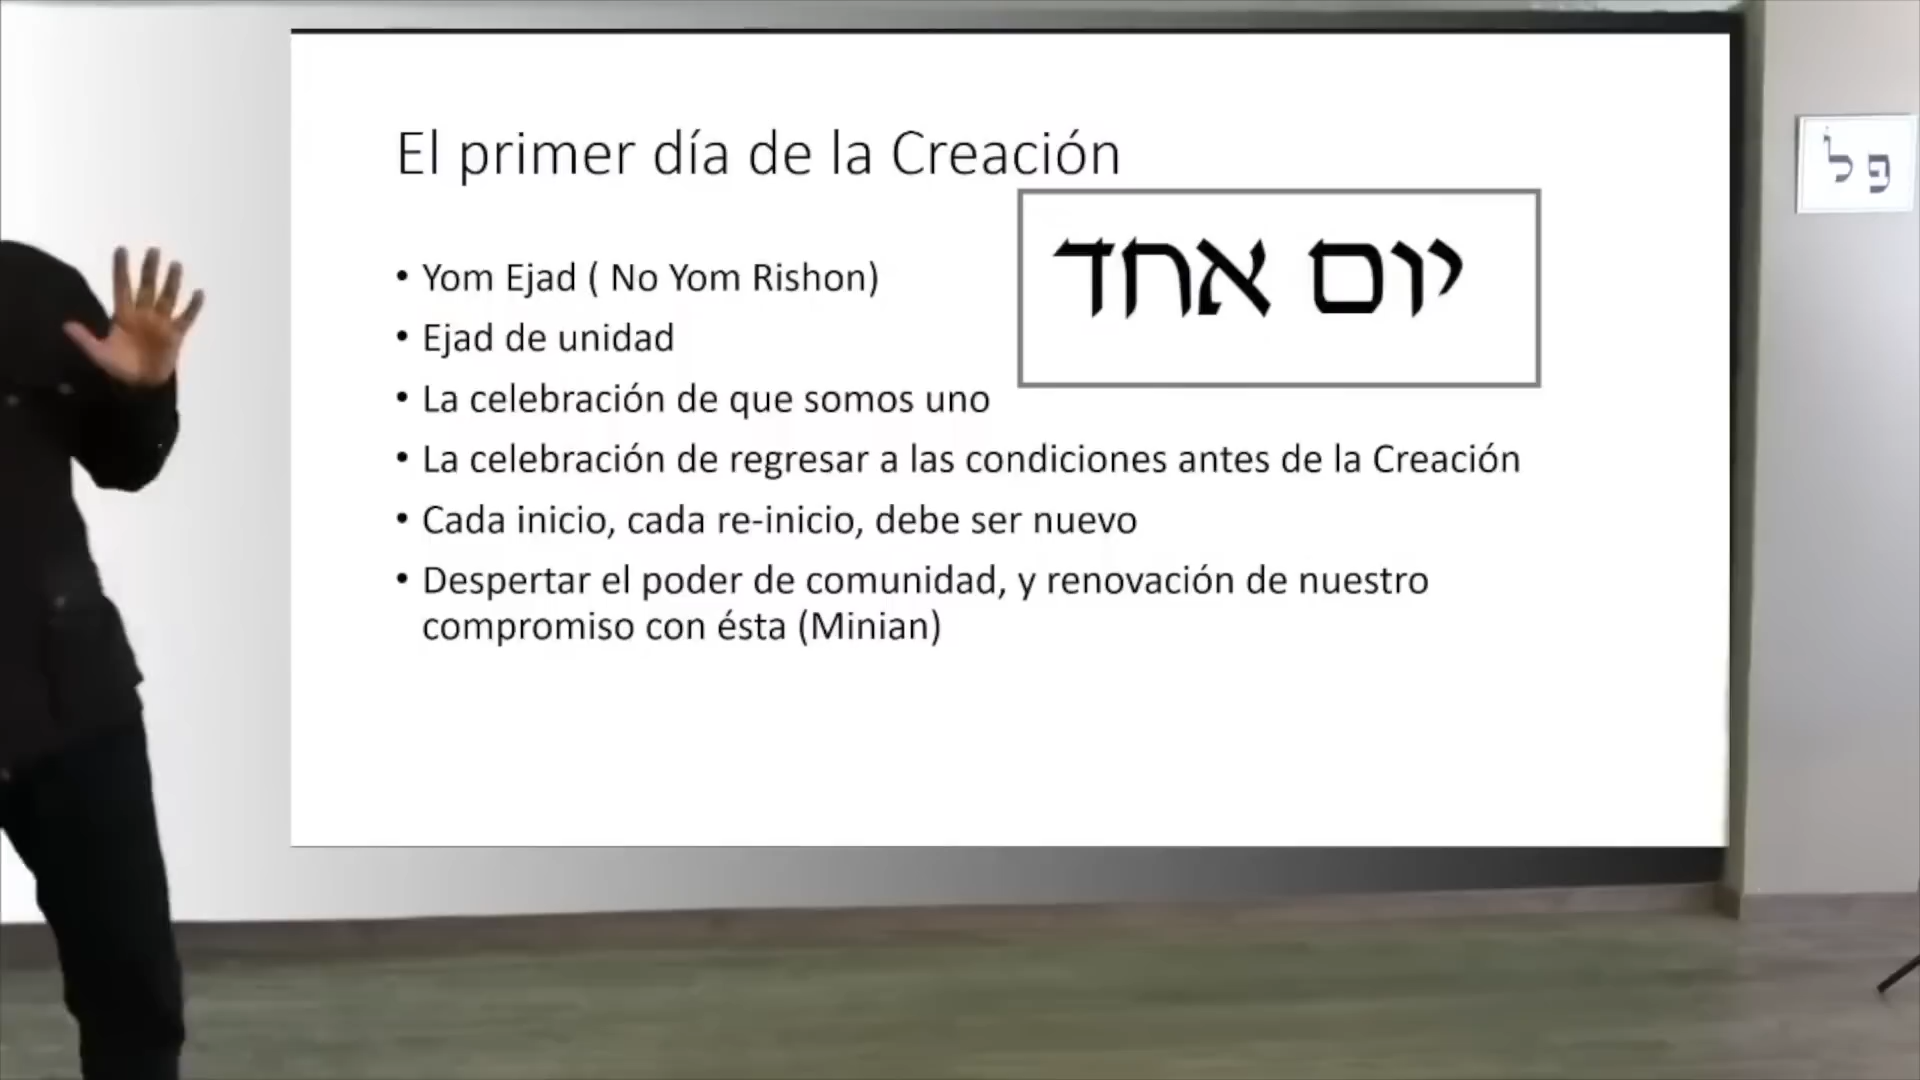 El primer día de la Creación
יום אחד
• Yom Ejad ( No Yom Rishon)
• Ejad de unidad
• La celebración de que somos uno
• La celebración de regresar a las condiciones antes de la Creación
• Cada inicio, cada re-inicio, debe ser nuevo
• Despertar el poder de comunidad, y renovación de nuestro
compromiso con ésta (Minian)
פ ל